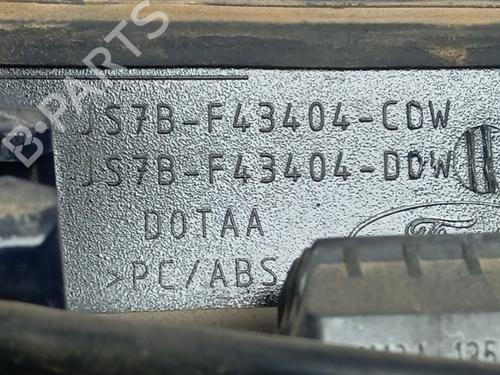 JS7B-F43404-CDW
JS7B-F43404-DDW
DOTAA
>PC/ABS
B-PARTS